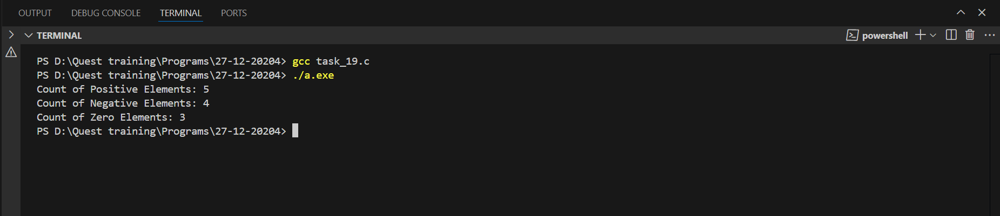 OUTPUT DEBUG CONSOLE TERMINAL PORTS
TERMINAL powershell
PS D:\Quest training\Programs\27-12-20204> gcc task_19.c
PS D:\Quest training\Programs\27-12-20204> ./a.exe
Count of Positive Elements: 5
Count of Negative Elements: 4
Count of Zero Elements: 3
PS D:\Quest training\Programs\27-12-20204>